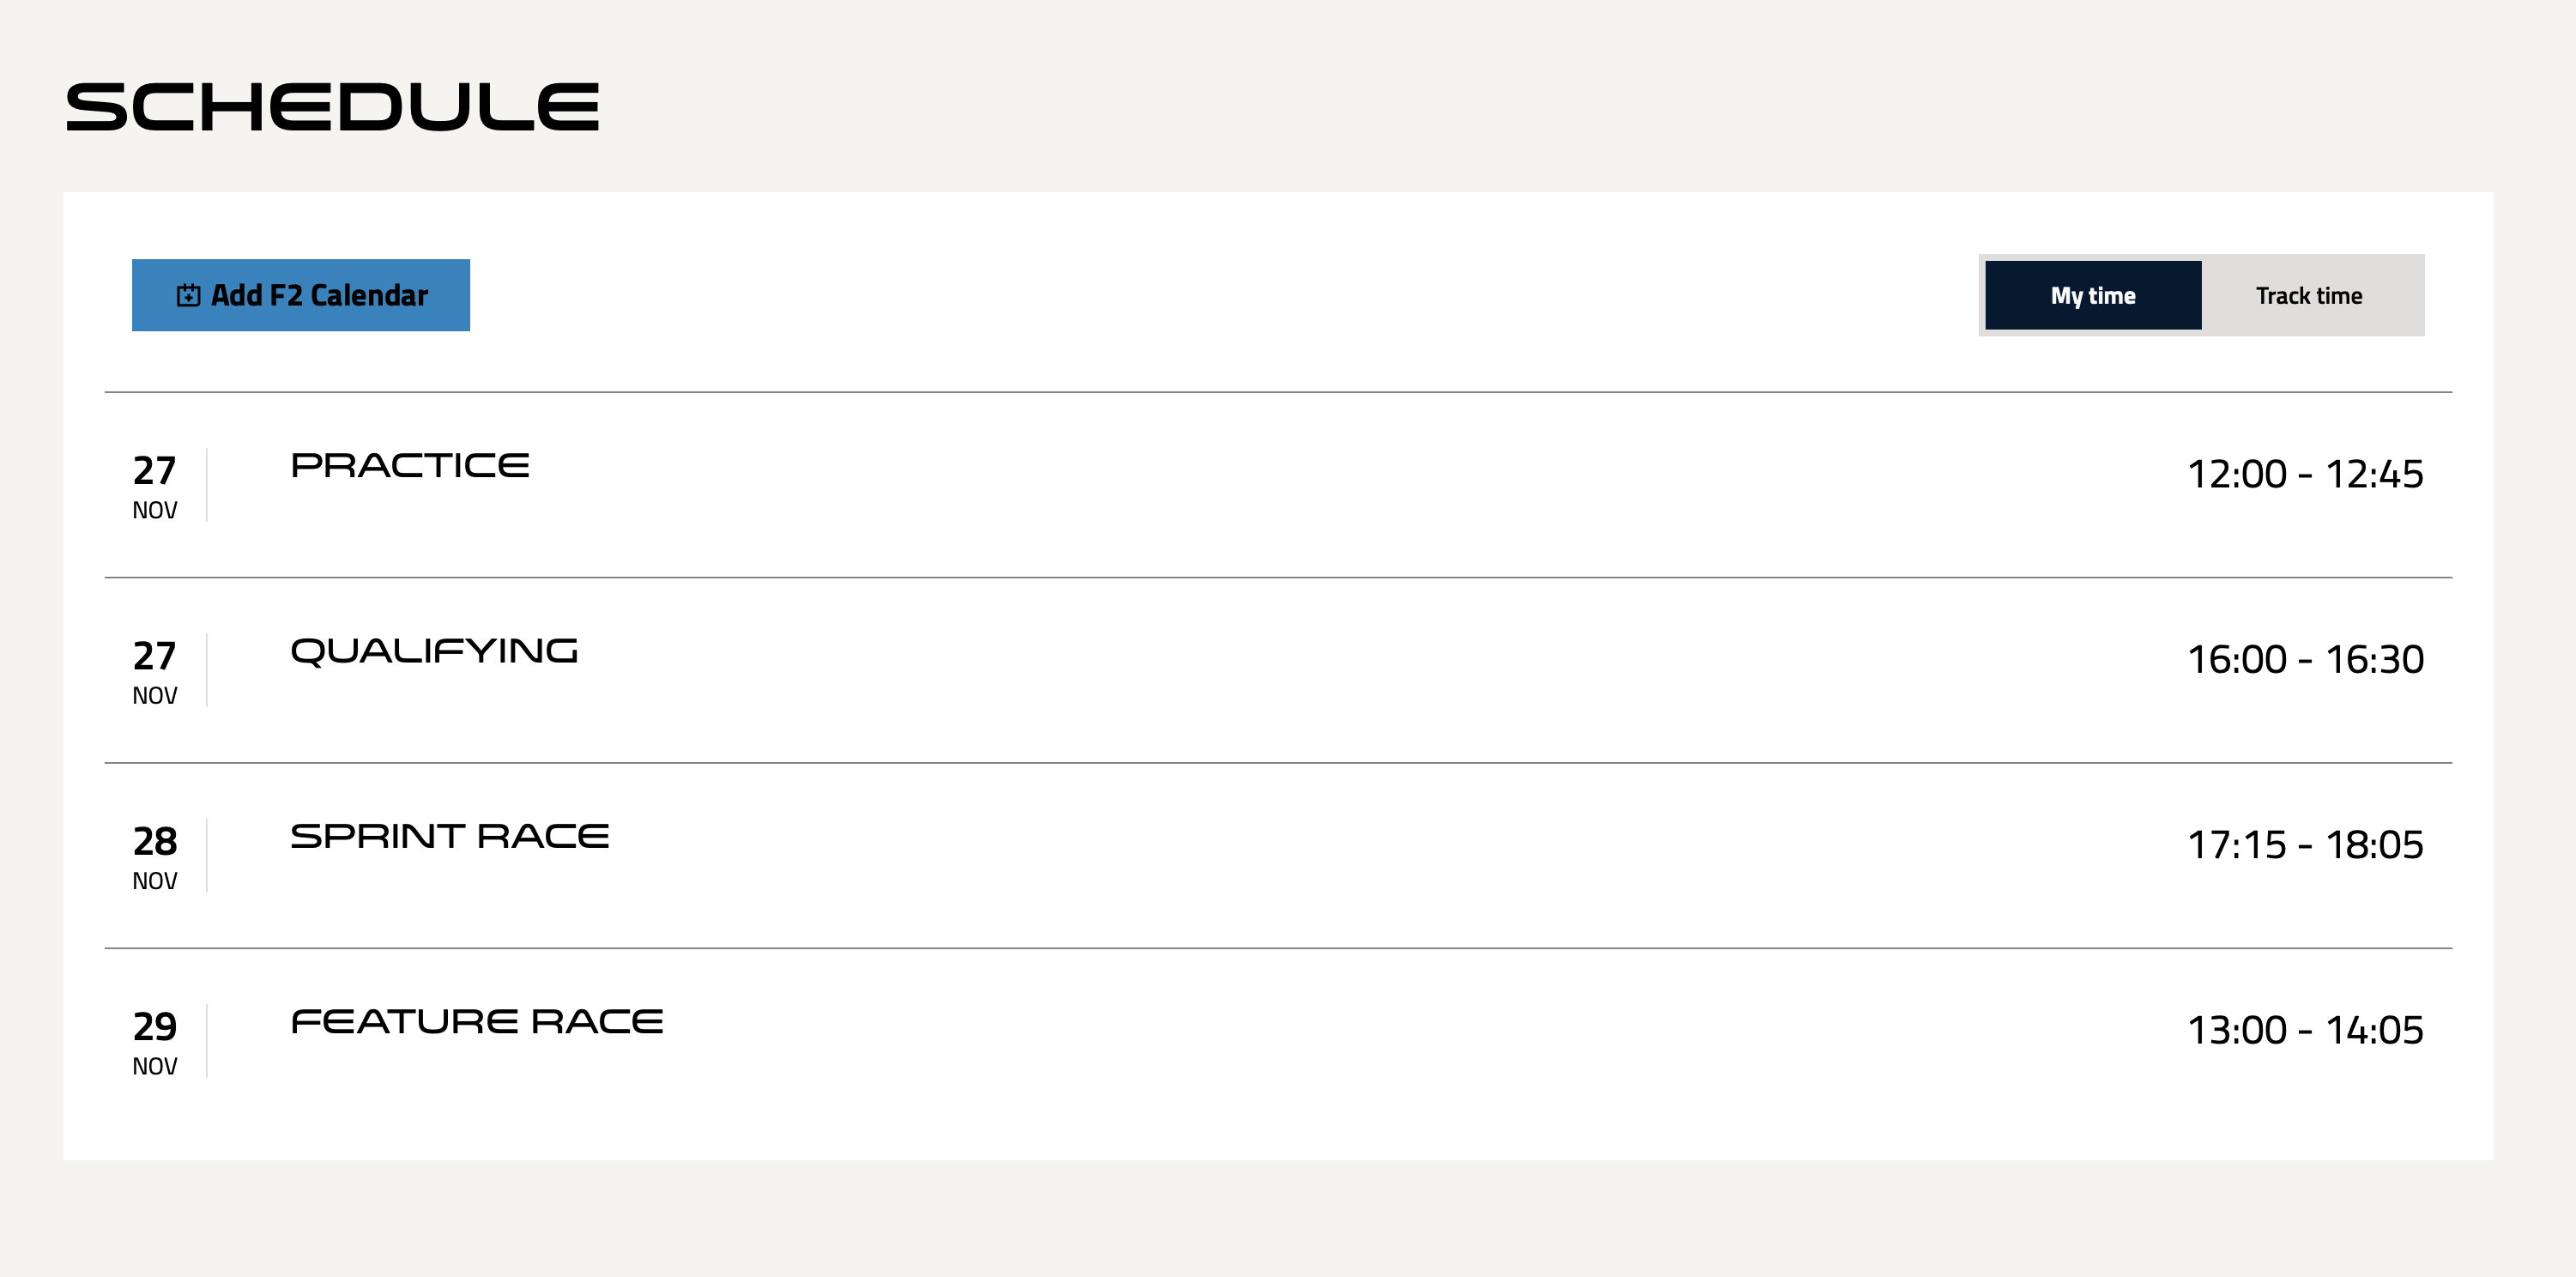 SCHEDULE
Add F2 Calendar
My time
Track time
27
NOV
PRACTICE
12:00 - 12:45
27
NOV
QUALIFYING
16:00 - 16:30
28
NOV
SPRINT RACE
17:15 - 18:05
29
NOV
FEATURE RACE
13:00 - 14:05